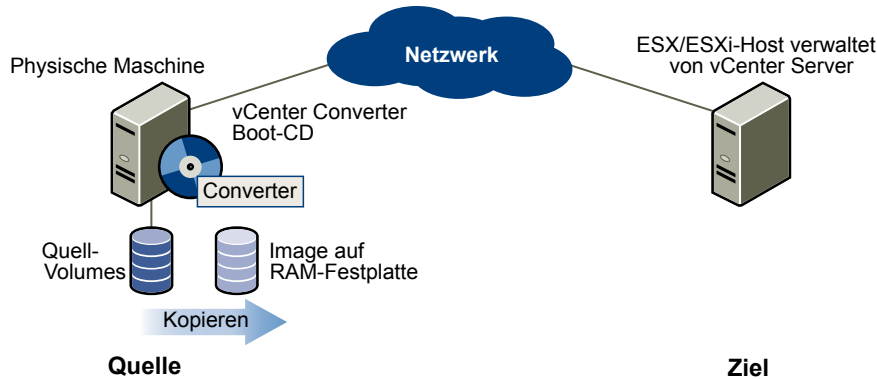 Netzwerk
Physische Maschine
ESX/ESXi-Host verwaltet
von vCenter Server
vCenter Converter
Boot-CD
Converter
Quell-
Volumes
Image auf
RAM-Festplatte
Kopieren
Quelle
Ziel